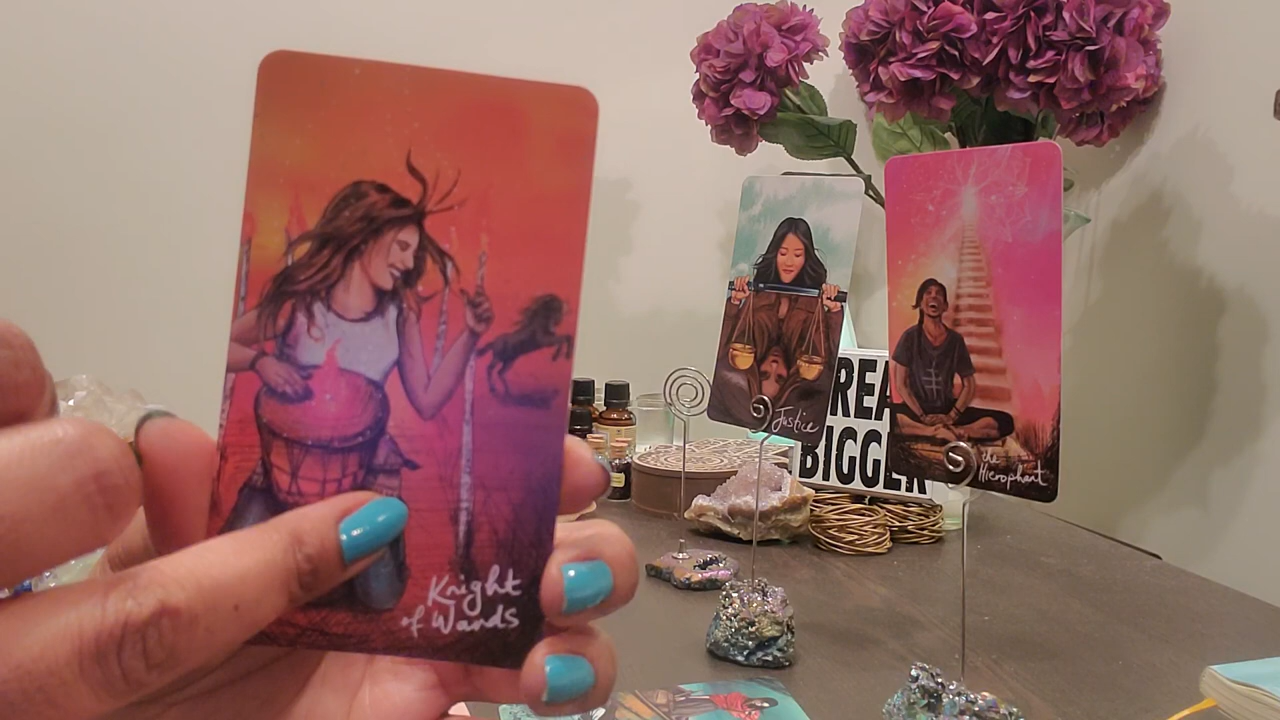 Knight
of Wands
Justice
the
Hierophant
REA
BIGGE